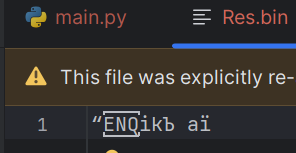 main.py Res.bin
This file was explicitly re-
1 “ENQikЪ aï